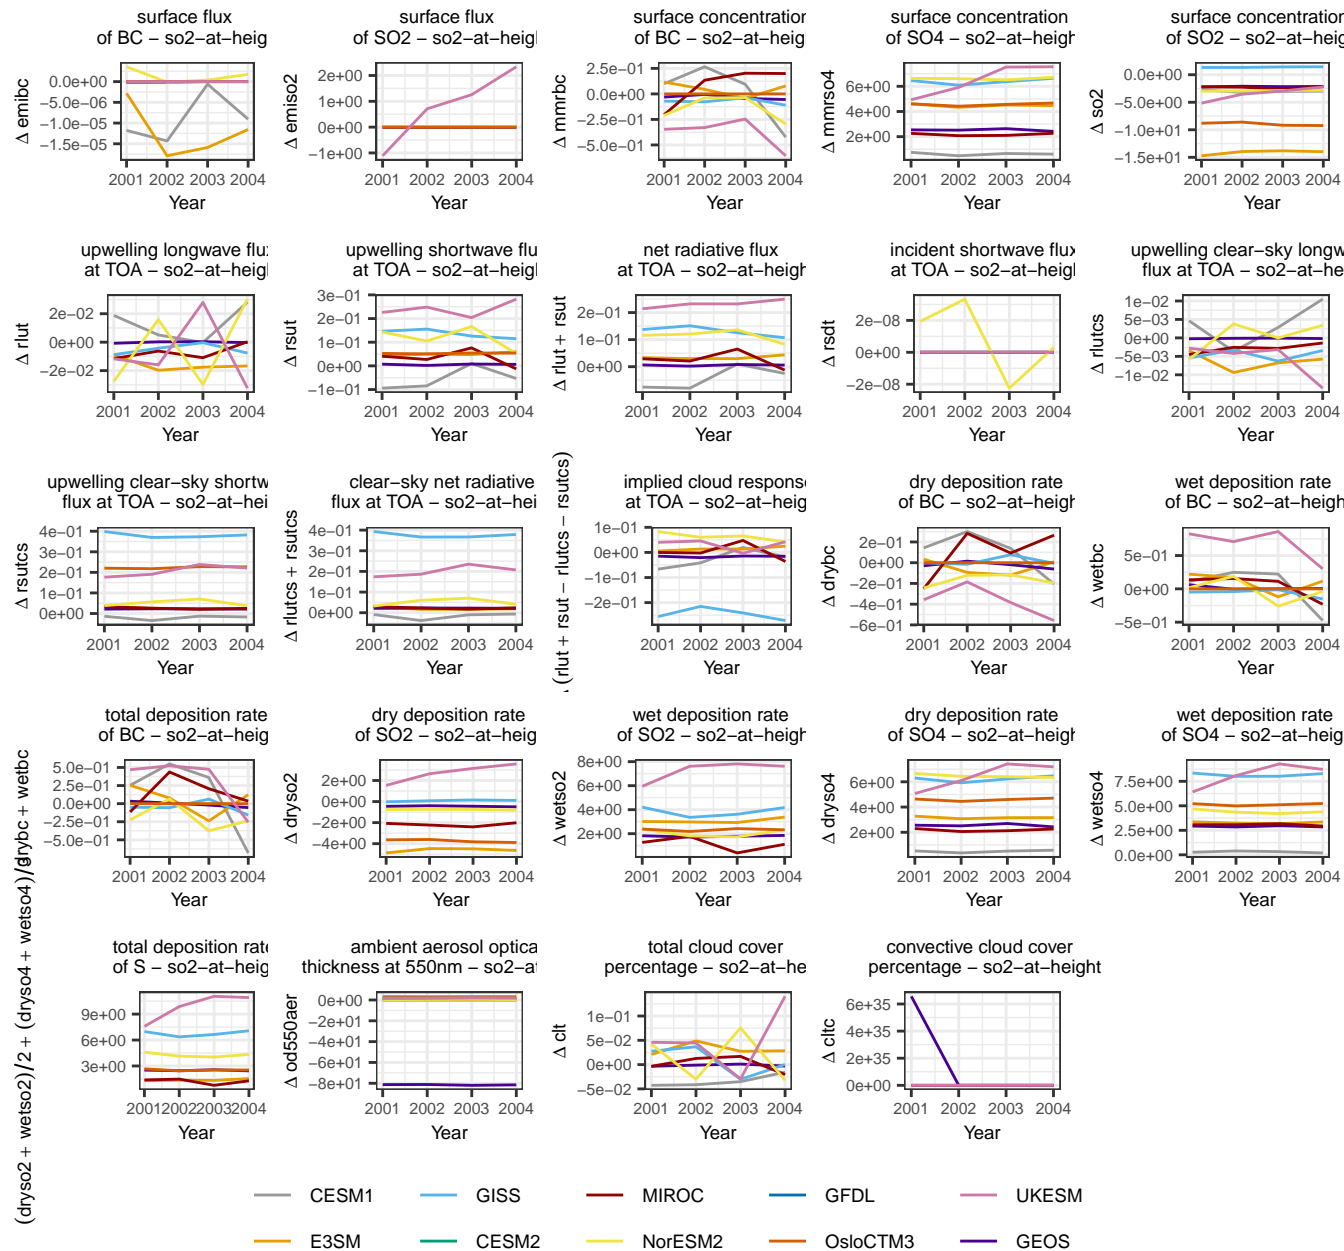 surface flux
of BC − so2−at−heig
Δ emibc
0.0e+00
−5.0e−06
−1.0e−05
−1.5e−05
2001 2002 2003 2004
Year
surface flux
of SO2 − so2−at−heigl
Δ emiso2
2e+00
1e+00
0e+00
−1e+00
2001 2002 2003 2004
Year
surface concentration
of BC − so2−at−heigh
Δ mmrbc
2.5e−01
0.0e+00
−2.5e−01
−5.0e−01
2001 2002 2003 2004
Year
surface concentration
of SO4 − so2−at−heigh
Δ mmrso4
6e+00
4e+00
2e+00
2001 2002 2003 2004
Year
surface concentration
of SO2 − so2−at−heigh
Δ so2
0.0e+00
−5.0e+00
−1.0e+01
−1.5e+01
2001 2002 2003 2004
Year
upwelling longwave flux
at TOA − so2−at−heigh
Δ rlut
2e−02
0e+00
−2e−02
2001 2002 2003 2004
Year
upwelling shortwave flu
at TOA − so2−at−heigl
Δ rsut
3e−01
2e−01
1e−01
0e+00
−1e−01
2001 2002 2003 2004
Year
net radiative flux
at TOA − so2−at−heigh
Δ rlut + rsut
2e−01
1e−01
0e+00
2001 2002 2003 2004
Year
incident shortwave flux
at TOA − so2−at−heigh
Δ rsdt
2e−08
0e+00
−2e−08
2001 2002 2003 2004
Year
upwelling clear−sky longw
flux at TOA − so2−at−he
Δ rlutcs
1e−02
5e−03
0e+00
−5e−03
−1e−02
2001 2002 2003 2004
Year
upwelling clear−sky shortw
flux at TOA − so2−at−hei
Δ rsutcs
4e−01
3e−01
2e−01
1e−01
0e+00
2001 2002 2003 2004
Year
clear−sky net radiative
flux at TOA − so2−at−hei
Δ rlutcs + rsutcs
4e−01
3e−01
2e−01
1e−01
0e+00
2001 2002 2003 2004
Year
implied cloud response
at TOA − so2−at−heig
(rlut + rsut − rlutcs − rsutcs)
1e−01
0e+00
−1e−01
−2e−01
2001 2002 2003 2004
Year
dry deposition rate
of BC − so2−at−height
Δ drybc
2e−01
0e+00
−2e−01
−4e−01
−6e−01
2001 2002 2003 2004
Year
wet deposition rate
of BC − so2−at−heigh
Δ wetbc
5e−01
0e+00
−5e−01
2001 2002 2003 2004
Year
total deposition rate
of BC − so2−at−heig
drybc + wetbc
5.0e−01
2.5e−01
0.0e+00
−2.5e−01
−5.0e−01
2001 2002 2003 2004
Year
dry deposition rate
of SO2 − so2−at−heig
Δ dryso2
2e+00
0e+00
−2e+00
−4e+00
2001 2002 2003 2004
Year
wet deposition rate
of SO2 − so2−at−heigh
Δ wetso2
8e+00
6e+00
4e+00
2e+00
2001 2002 2003 2004
Year
dry deposition rate
of SO4 − so2−at−heigh
Δ dryso4
6e+00
4e+00
2e+00
2001 2002 2003 2004
Year
wet deposition rate
of SO4 − so2−at−heigh
Δ wetso4
7.5e+00
5.0e+00
2.5e+00
0.0e+00
2001 2002 2003 2004
Year
total deposition rate
of S − so2−at−heig
(dryso2 + wetso2)/2 + (dryso4 + wetso4)/3
9e+00
6e+00
3e+00
2001 2002 2003 2004
Year
ambient aerosol optica
thickness at 550nm − so2−at
Δ od550aer
0e+00
−2e+01
−4e+01
−6e+01
−8e+01
2001 2002 2003 2004
Year
total cloud cover
percentage − so2−at−he
Δ clt
1e−01
5e−02
0e+00
−5e−02
2001 2002 2003 2004
Year
convective cloud cover
percentage − so2−at−height
Δ cltc
6e+35
4e+35
2e+35
0e+00
2001 2002 2003 2004
Year
CESM1 GISS MIROC GFDL UKESM
E3SM CESM2 NorESM2 OsloCTM3 GEOS